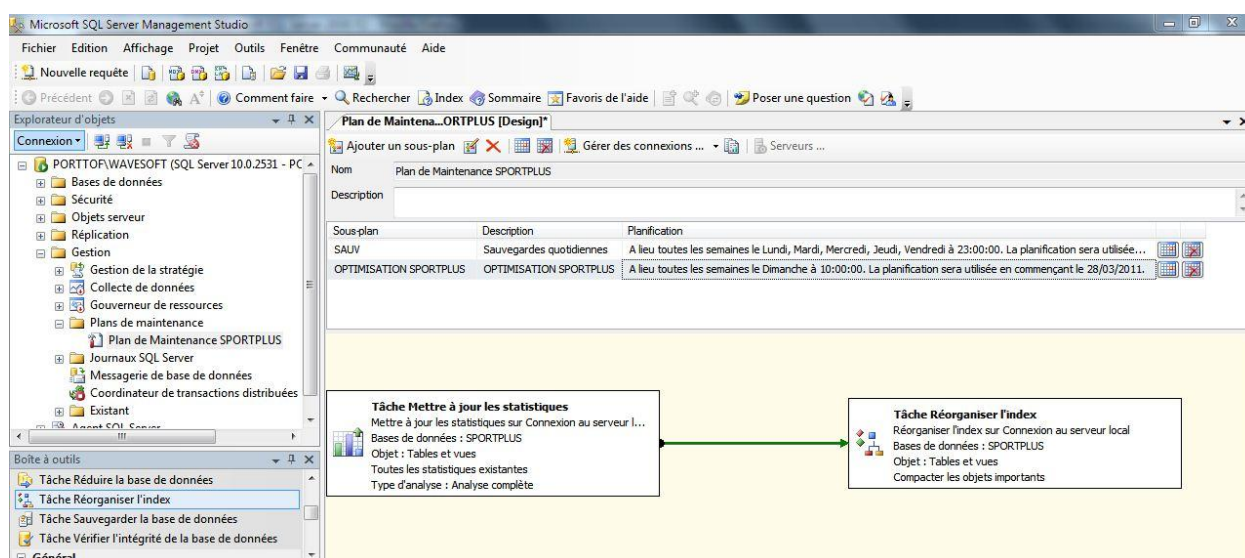 Microsoft SQL Server Management Studio
Fichier Edition Affichage Projet Outils Fenêtre Communauté Aide
Nouvelle requête
Précédent Comment faire Rechercher Index Sommaire Favoris de l'aide Poser une question
Explorateur d'objets
Connexion
PORTTOF\WAVESOFT (SQL Server 10.0.2531 - PC
Bases de données
Sécurité
Objets serveur
Réplication
Gestion
Gestion de la stratégie
Collecte de données
Gouverneur de ressources
Plans de maintenance
Plan de Maintenance SPORTPLUS
Journaux SQL Server
Messagerie de base de données
Coordinateur de transactions distribuées
Existant
Agent SQL Server
Boîte à outils
Tâche Réduire la base de données
Tâche Réorganiser l'index
Tâche Sauvegarder la base de données
Tâche Vérifier l'intégrité de la base de données
Général
Plan de Maintena...ORTPLUS [Design]*
Ajouter un sous-plan Gérer des connexions ... Serveurs ...
Nom Plan de Maintenance SPORTPLUS
Description
Sous-plan Description Planification
SAUV Sauvegardes quotidiennes A lieu toutes les semaines le Lundi, Mardi, Mercredi, Jeudi, Vendredi à 23:00:00. La planification sera utilisée...
OPTIMISATION SPORTPLUS OPTIMISATION SPORTPLUS A lieu toutes les semaines le Dimanche à 10:00:00. La planification sera utilisée en commençant le 28/03/2011.
Tâche Mettre à jour les statistiques
Mettre à jour les statistiques sur Connexion au serveur l...
Bases de données : SPORTPLUS
Objet : Tables et vues
Toutes les statistiques existantes
Type d'analyse : Analyse complète
Tâche Réorganiser l'index
Réorganiser l'index sur Connexion au serveur local
Bases de données : SPORTPLUS
Objet : Tables et vues
Compacter les objets importants